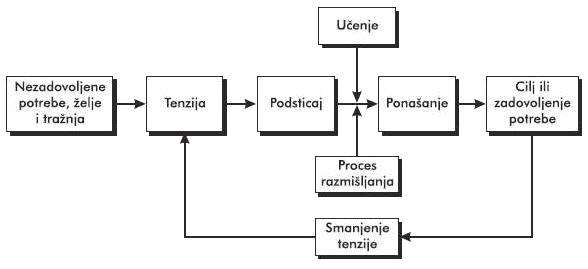 Učenje
Nezadovoljene
potrebe, želje
i tražnja
Tenzija
Podsticaj
Ponašanje
Cilj ili
zadovoljenje
potrebe
Proces
razmišljanja
Smanjenje
tenzije